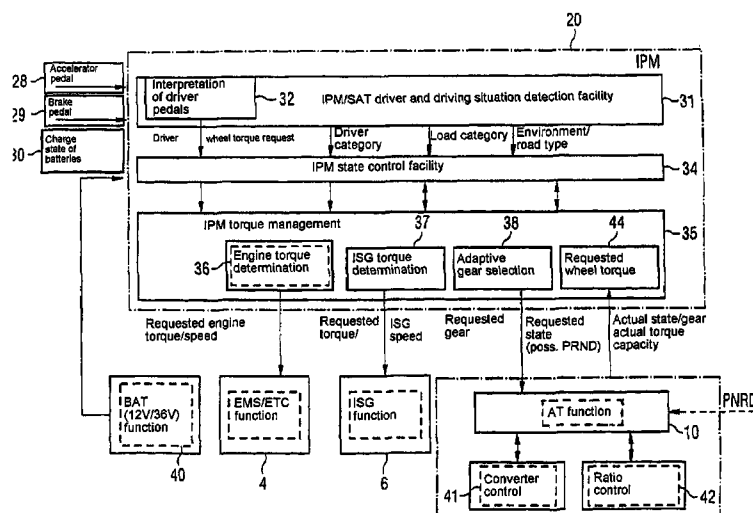 20
IPM
28
Accelerator
pedal
29
Brake
pedal
30
Charge
state of
batteries
Interpretation
of driver
pedals
32
IPM/SAT driver and driving situation detection facility
31
Driver
wheel torque request
Driver
category
Load category
Environment/
road type
IPM state control facility
34
IPM torque management
37
38
44
35
36
Engine torque
determination
ISG torque
determination
Adaptive
gear selection
Requested
wheel torque
Requested engine
torque/speed
Requested
torque/
ISG
speed
Requested
gear
Requested
state
(poss. PRND)
Actual state/gear
actual torque
capacity
BAT
(12V/36V)
function
40
EMS/ETC
function
4
ISG
function
6
AT function
PNRD
10
41
Converter
control
Ratio
control
42